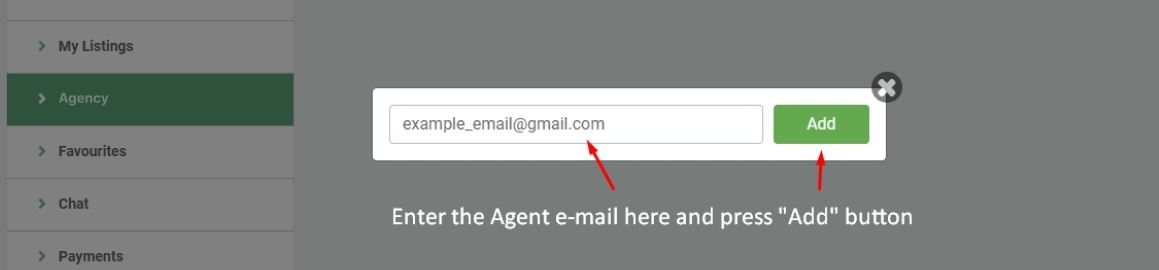 My Listings
Agency
Favourites
Chat
Payments
example_email@gmail.com
Add
Enter the Agent e-mail here and press "Add" button